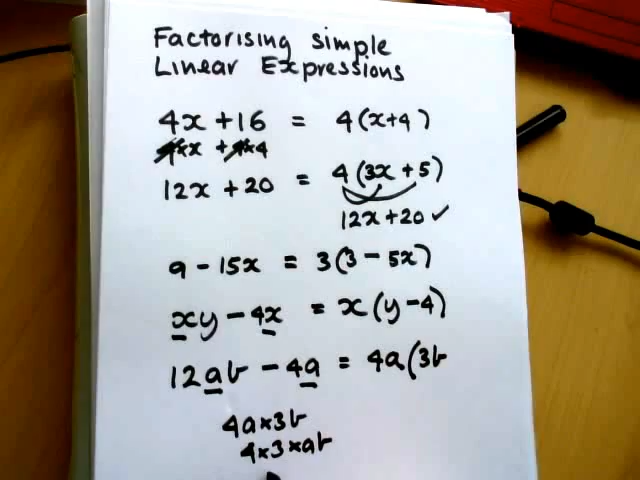 Factorising simple
Linear Expressions
4x + 16 = 4(x+4)
4×x + 4×4
12x + 20 = 4(3x + 5)
12x + 20 ✓
9 - 15x = 3(3 - 5x)
xy - 4x = x(y - 4)
12ab - 4a = 4a(3b
4a×3b
4×3×ab